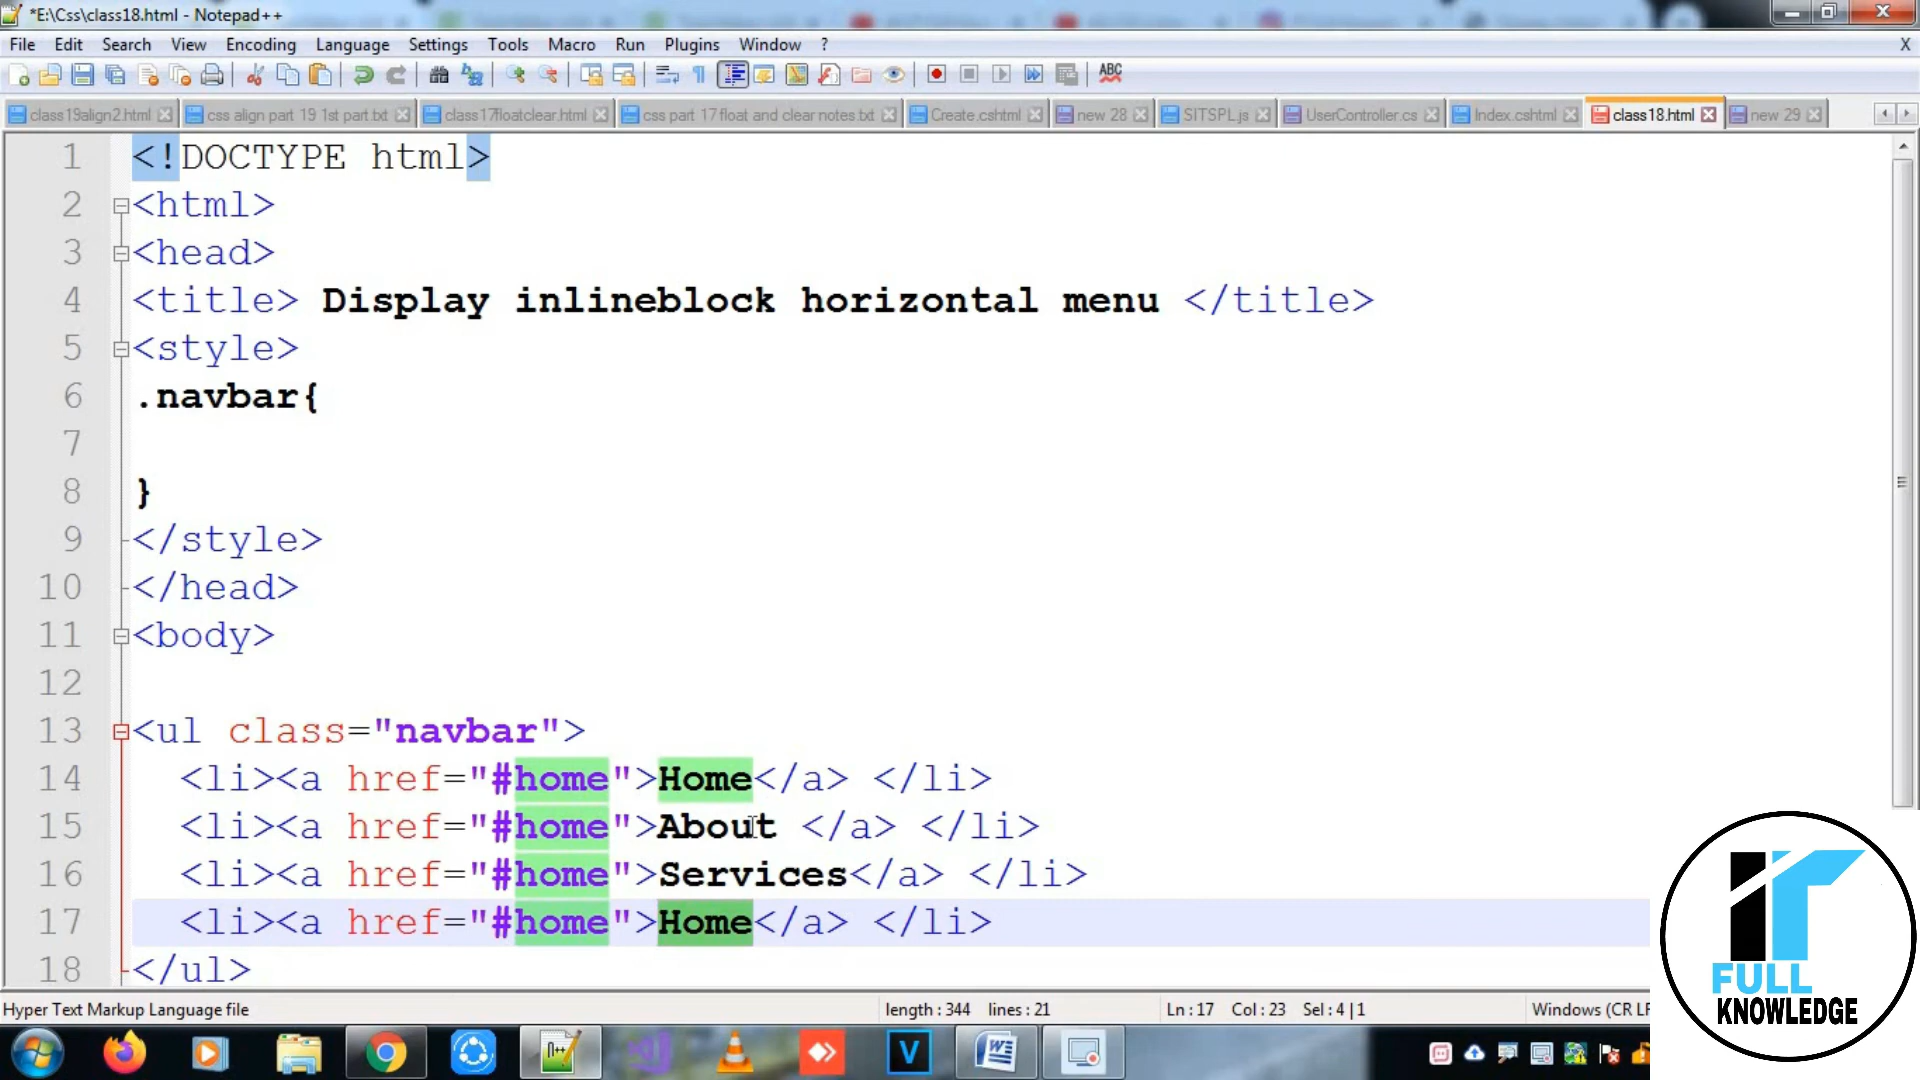 *E:\Css\class18.html - Notepad++
File Edit Search View Encoding Language Settings Tools Macro Run Plugins Window ? X
ABC
class19align2.html css align part 19 1st part.txt class17floatclear.html css part 17 float and clear notes.txt Create.cshtml new 28 SITSPL.js UserController.cs Index.cshtml class18.html new 29
1 <!DOCTYPE html>
2 <html>
3 <head>
4 <title> Display inlineblock horizontal menu </title>
5 <style>
6 .navbar{
7
8 }
9 </style>
10 </head>
11 <body>
12
13 <ul class="navbar">
14 <li><a href="#home">Home</a> </li>
15 <li><a href="#home">About </a> </li>
16 <li><a href="#home">Services</a> </li>
17 <li><a href="#home">Home</a> </li>
18 </ul>
Hyper Text Markup Language file length : 344 lines : 21 Ln : 17 Col : 23 Sel : 4 | 1 Windows (CR LF
FULL
KNOWLEDGE